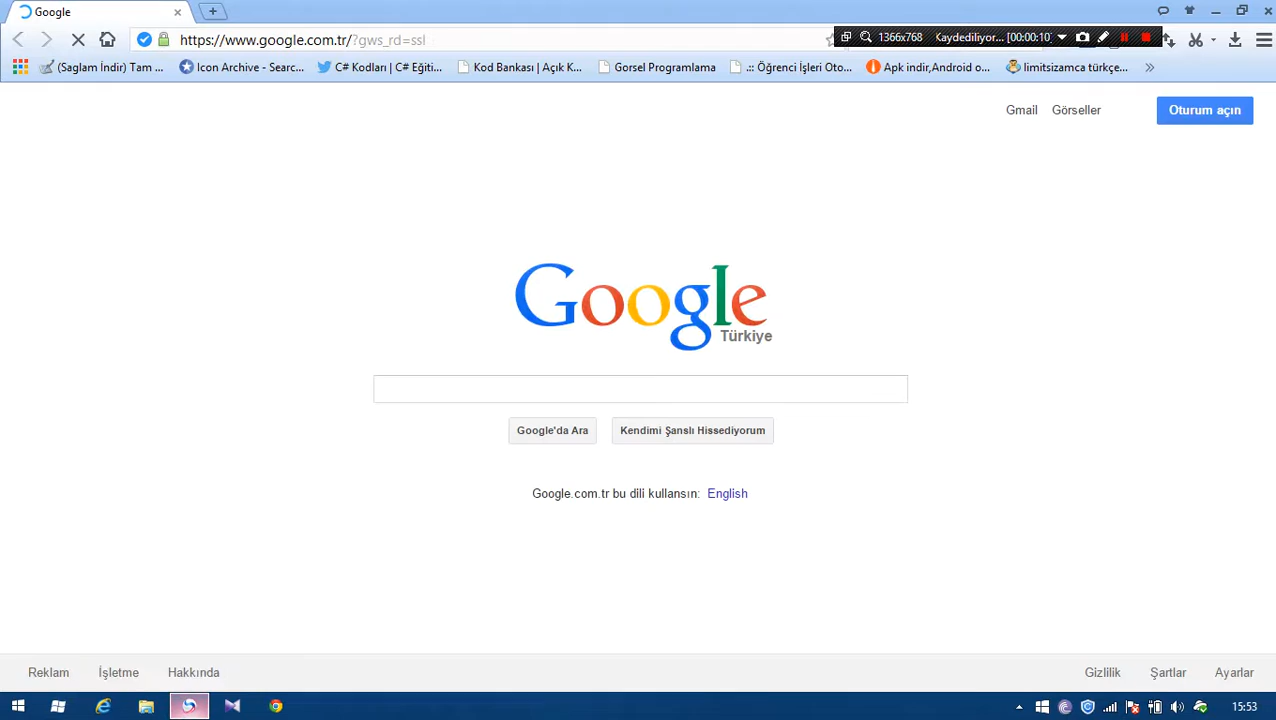 Google
https://www.google.com.tr/?gws_rd=ssl
1366x768 Kaydediliyor... [00:00:10]
(Saglam İndir) Tam ...
Icon Archive - Searc...
C# Kodları | C# Eğiti...
Kod Bankası | Açık K...
Gorsel Programlama
.:: Öğrenci İşleri Oto...
Apk indir,Android o...
limitsizamca türkçe...
Gmail Görseller Oturum açın
Google
Türkiye
Google'da Ara Kendimi Şanslı Hissediyorum
Google.com.tr bu dili kullansın: English
Reklam İşletme Hakkında Gizlilik Şartlar Ayarlar
15:53